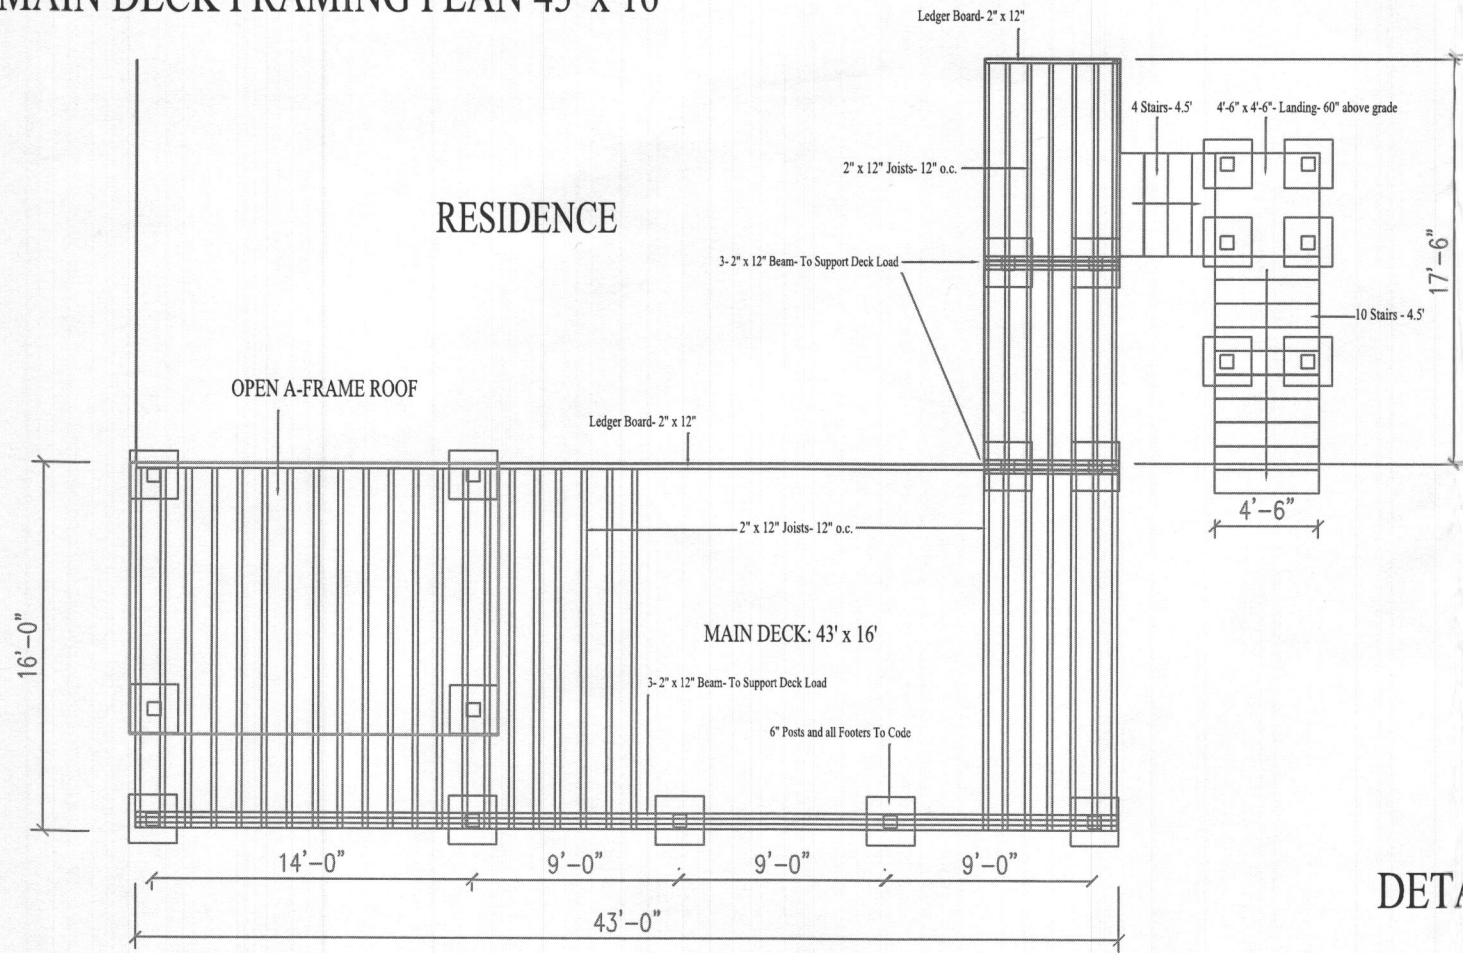 MAIN DECK FRAMING PLAN 43' x 16'
Ledger Board- 2" x 12"
4 Stairs- 4.5'
4'-6" x 4'-6"- Landing- 60" above grade
2" x 12" Joists- 12" o.c.
RESIDENCE
3- 2" x 12" Beam- To Support Deck Load
17'-6"
10 Stairs - 4.5'
OPEN A-FRAME ROOF
Ledger Board- 2" x 12"
4'-6"
2" x 12" Joists- 12" o.c.
16'-0"
MAIN DECK: 43' x 16'
3- 2" x 12" Beam- To Support Deck Load
6" Posts and all Footers To Code
14'-0"
9'-0"
9'-0"
9'-0"
43'-0"